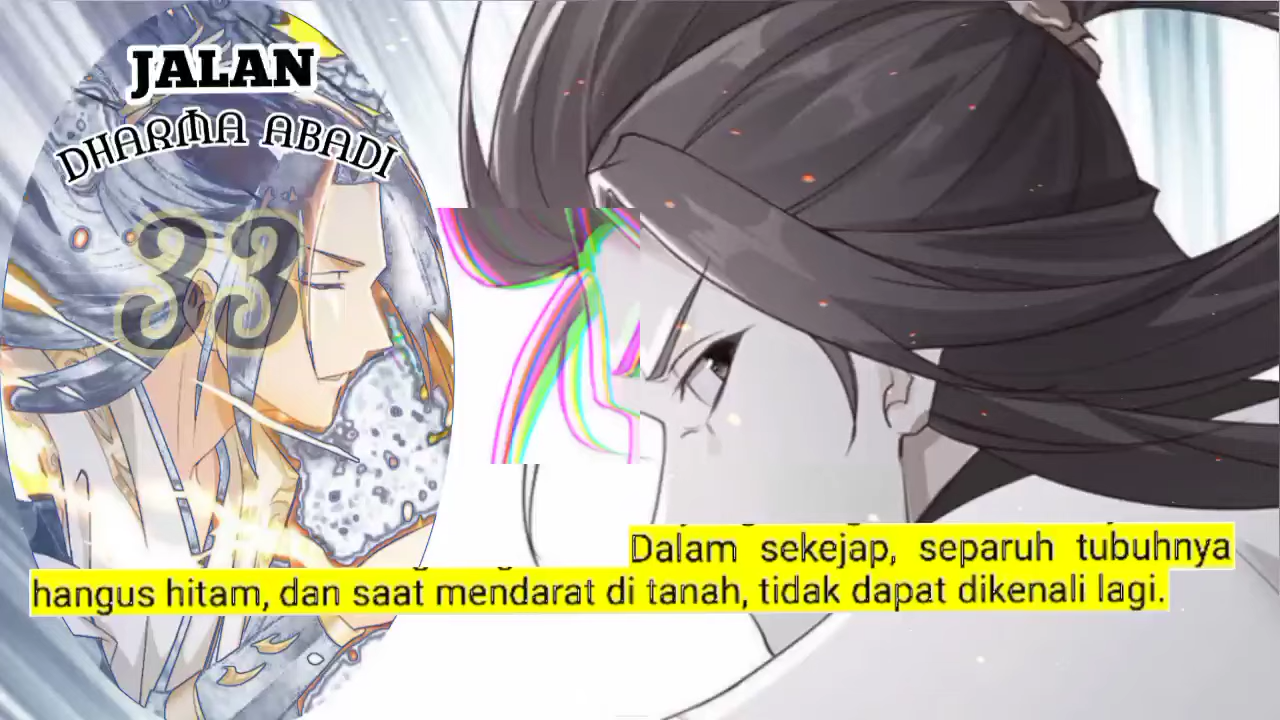 JALAN
DHARMA ABADI
33
Dalam sekejap, separuh tubuhnya
hangus hitam, dan saat mendarat di tanah, tidak dapat dikenali lagi.